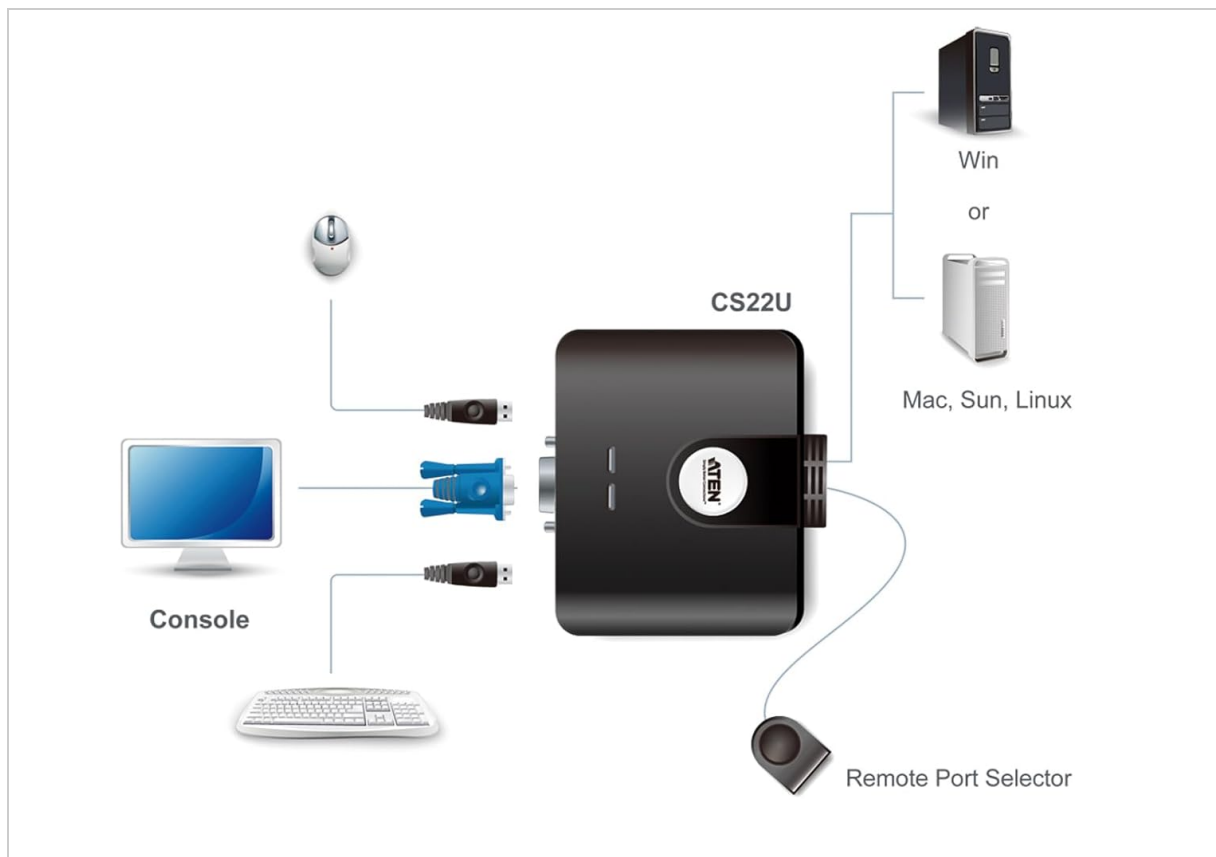 Win
or
CS22U
Mac, Sun, Linux
ATEN
Console
Remote Port Selector